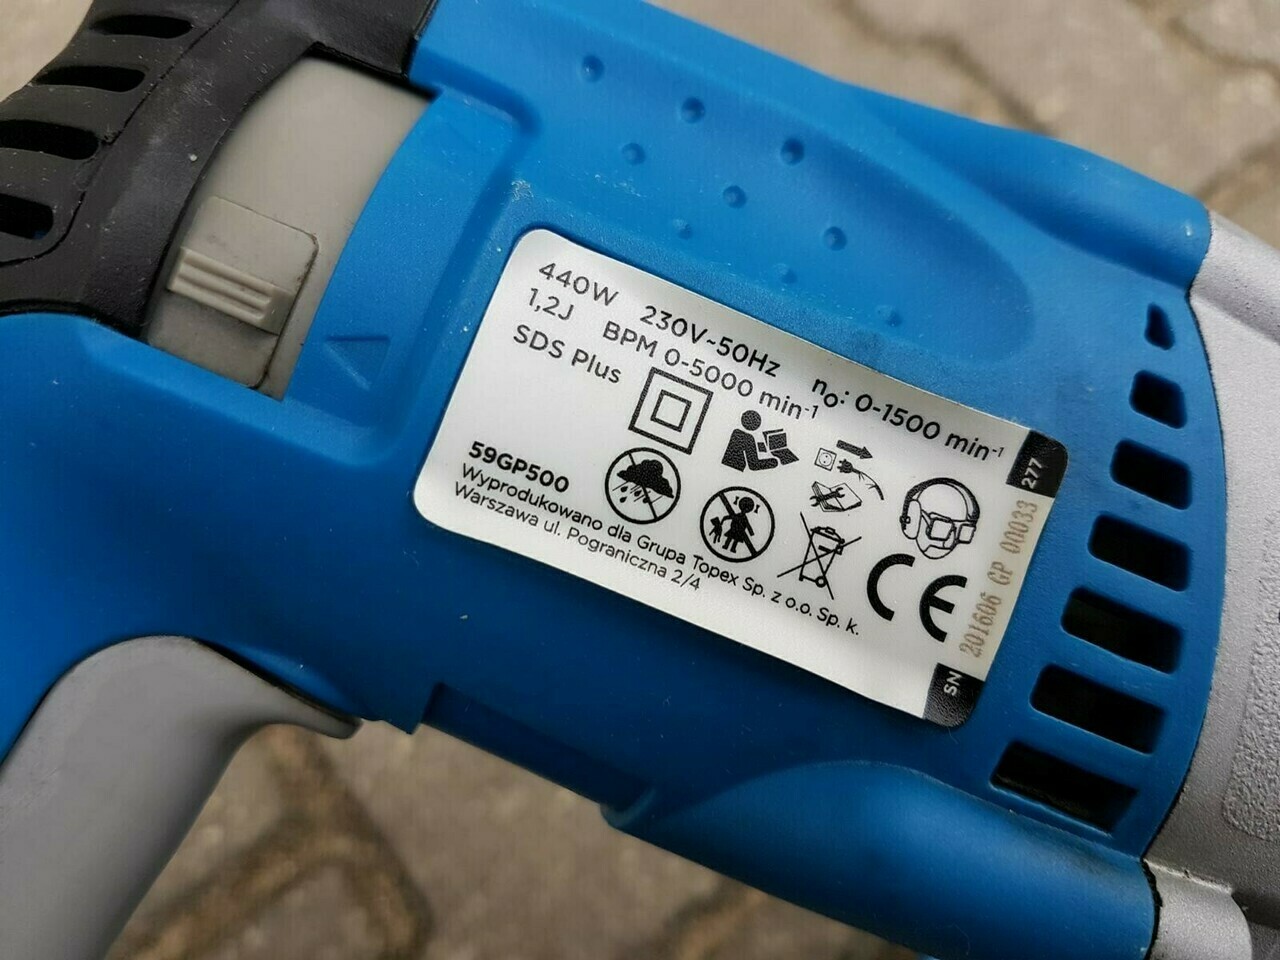 440W 230V~50Hz n₀: 0-1500 min⁻¹
1,2J BPM 0-5000 min⁻¹
SDS Plus
59GP500
Wyprodukowano dla Grupa Topex Sp. z o.o. Sp. k.
Warszawa ul. Pograniczna 2/4
CE
277
SN 201606 GP 00033